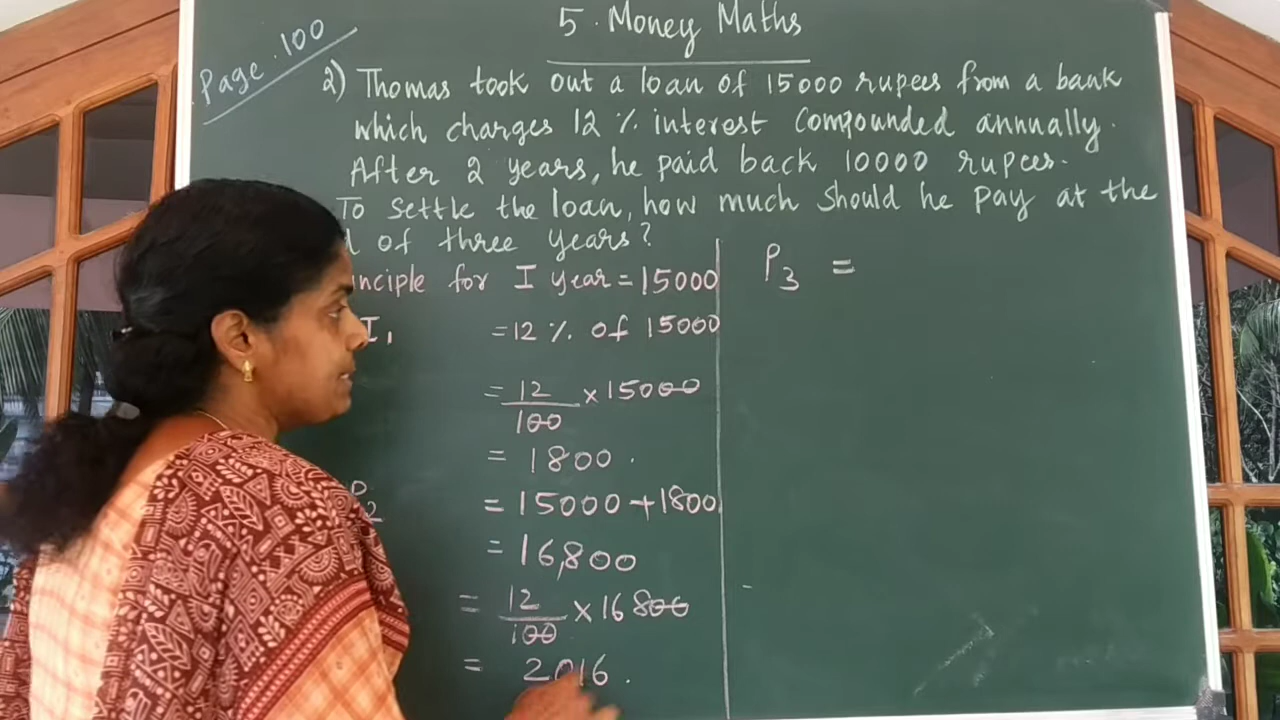 5. Money Maths
Page. 100
2) Thomas took out a loan of 15000 rupees from a bank
which charges 12 % interest compounded annually.
After 2 years, he paid back 10000 rupees.
To settle the loan, how much should he pay at the
of three years?
for I year = 15000
I₁ = 12 % of 15000
= 12/100 × 15000
= 1800.
= 15000 + 1800
= 16,800
= 12/100 × 16800
= 2016.
P₃ =